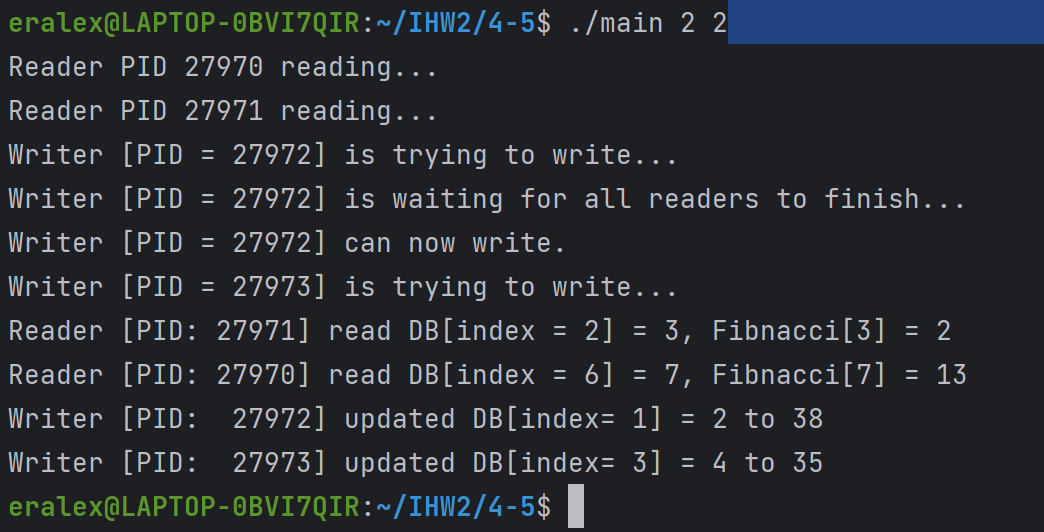 eralex@LAPTOP-0BVI7QIR:~/IHW2/4-5$ ./main 2 2
Reader PID 27970 reading...
Reader PID 27971 reading...
Writer [PID = 27972] is trying to write...
Writer [PID = 27972] is waiting for all readers to finish...
Writer [PID = 27972] can now write.
Writer [PID = 27973] is trying to write...
Reader [PID: 27971] read DB[index = 2] = 3, Fibnacci[3] = 2
Reader [PID: 27970] read DB[index = 6] = 7, Fibnacci[7] = 13
Writer [PID:  27972] updated DB[index= 1] = 2 to 38
Writer [PID:  27973] updated DB[index= 3] = 4 to 35
eralex@LAPTOP-0BVI7QIR:~/IHW2/4-5$